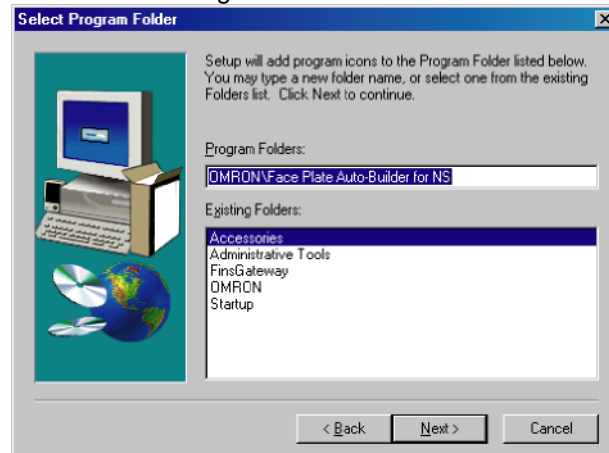 Select Program Folder
Setup will add program icons to the Program Folder listed below.
You may type a new folder name, or select one from the existing
Folders list. Click Next to continue.
Program Folders:
OMRON\Face Plate Auto-Builder for NS
Existing Folders:
Accessories
Administrative Tools
FinsGateway
OMRON
Startup
< Back
Next >
Cancel